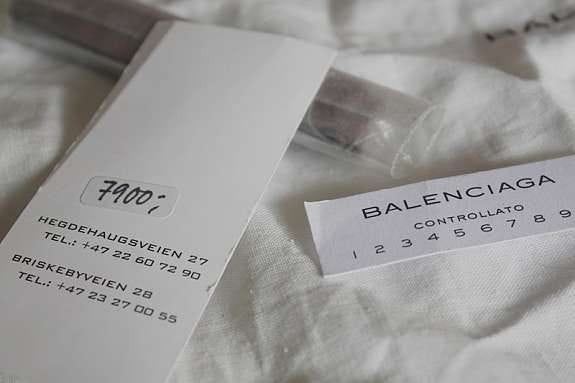 7900,-
HEGDEHAUGSVEIEN 27
TEL.: +47 22 60 72 90
BRISKEBYVEIEN 28
TEL.: +47 23 27 00 55
BALENCIAGA
CONTROLLATO
1 2 3 4 5 6 7 8 9